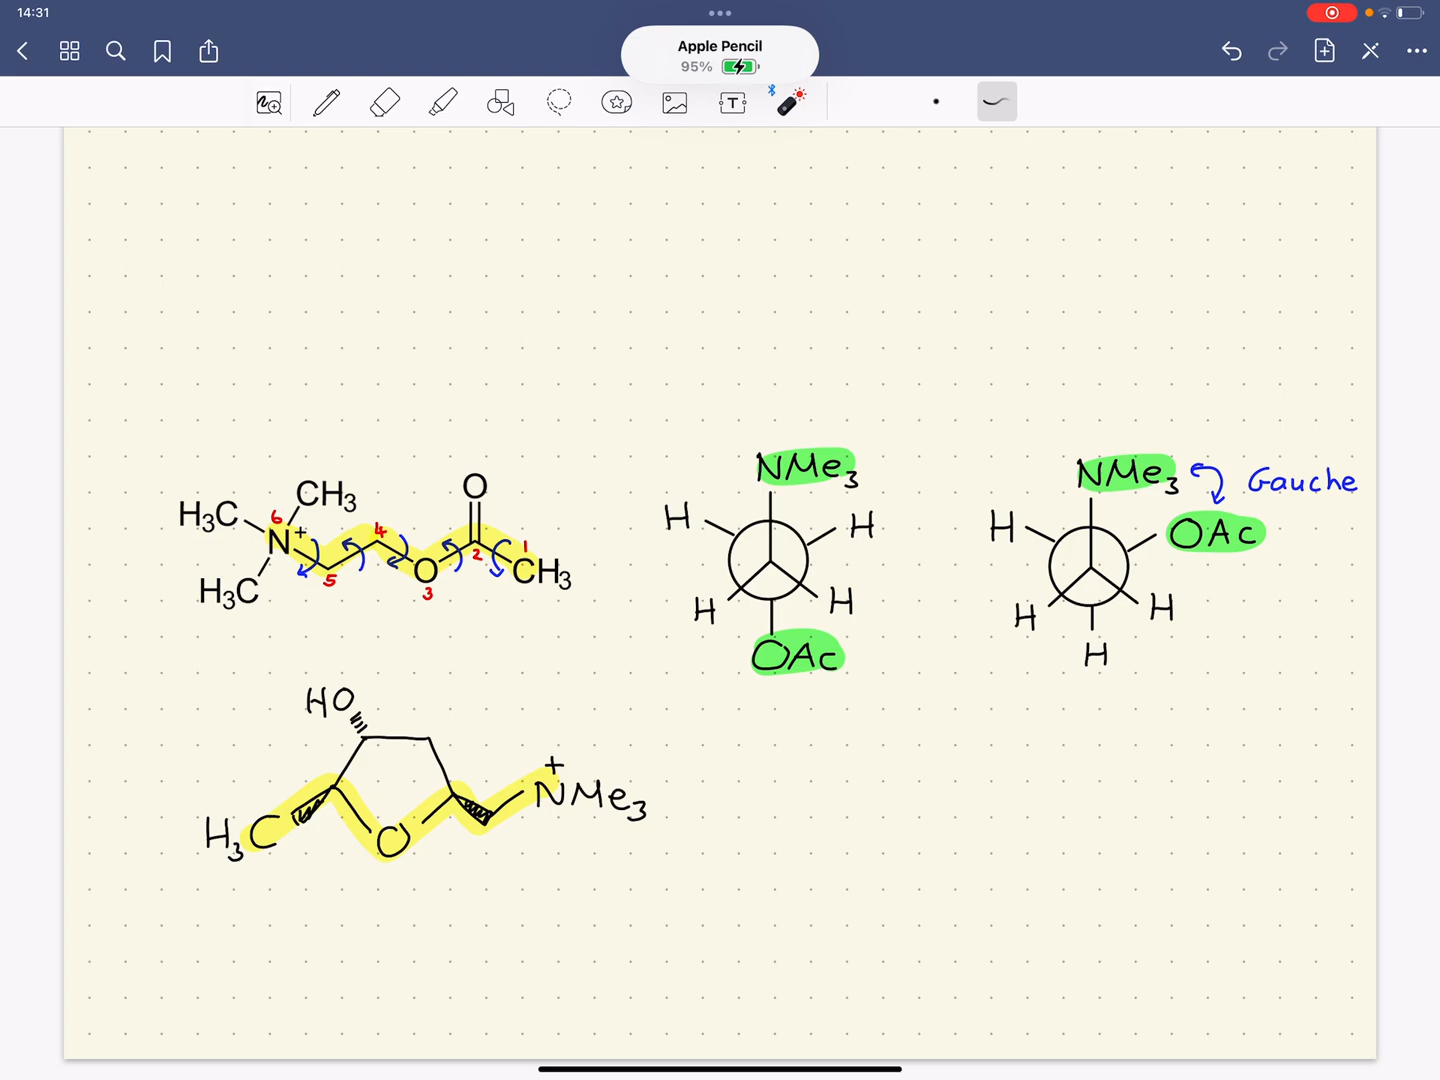 14:31
Apple Pencil
95%
T
O
H₃C
CH₃
6
N
+
H₃C
5
4
O
3
2
1
CH₃
NMe₃
H
H
H
H
OAc
NMe₃
Gauche
H
OAc
H
H
H
HO
H₃C
O
+
NMe₃